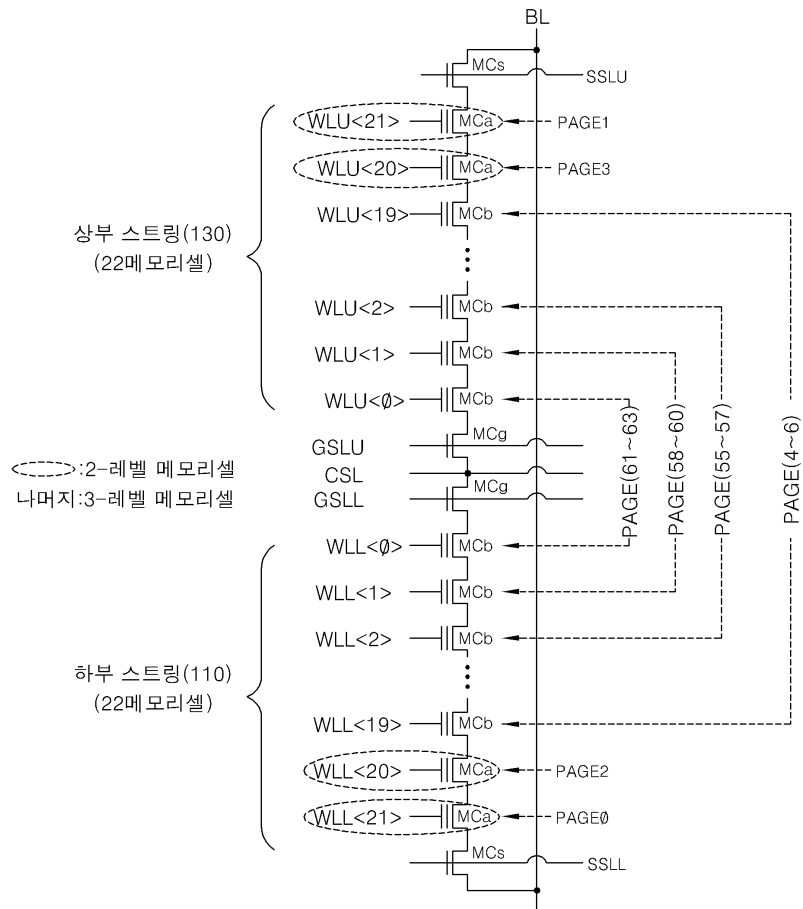 BL
MCs
SSLU
WLU<21>
MCa
PAGE1
WLU<20>
MCa
PAGE3
WLU<19>
MCb
상부 스트링(130)
(22메모리셀)
WLU<2>
MCb
WLU<1>
MCb
WLU<0>
MCb
GSLU
MCg
CSL
GSLL
MCg
:2-레벨 메모리셀
나머지:3-레벨 메모리셀
PAGE(61~63)
PAGE(58~60)
PAGE(55~57)
PAGE(4~6)
WLL<0>
MCb
WLL<1>
MCb
WLL<2>
MCb
하부 스트링(110)
(22메모리셀)
WLL<19>
MCb
WLL<20>
MCa
PAGE2
WLL<21>
MCa
PAGE0
MCs
SSLL